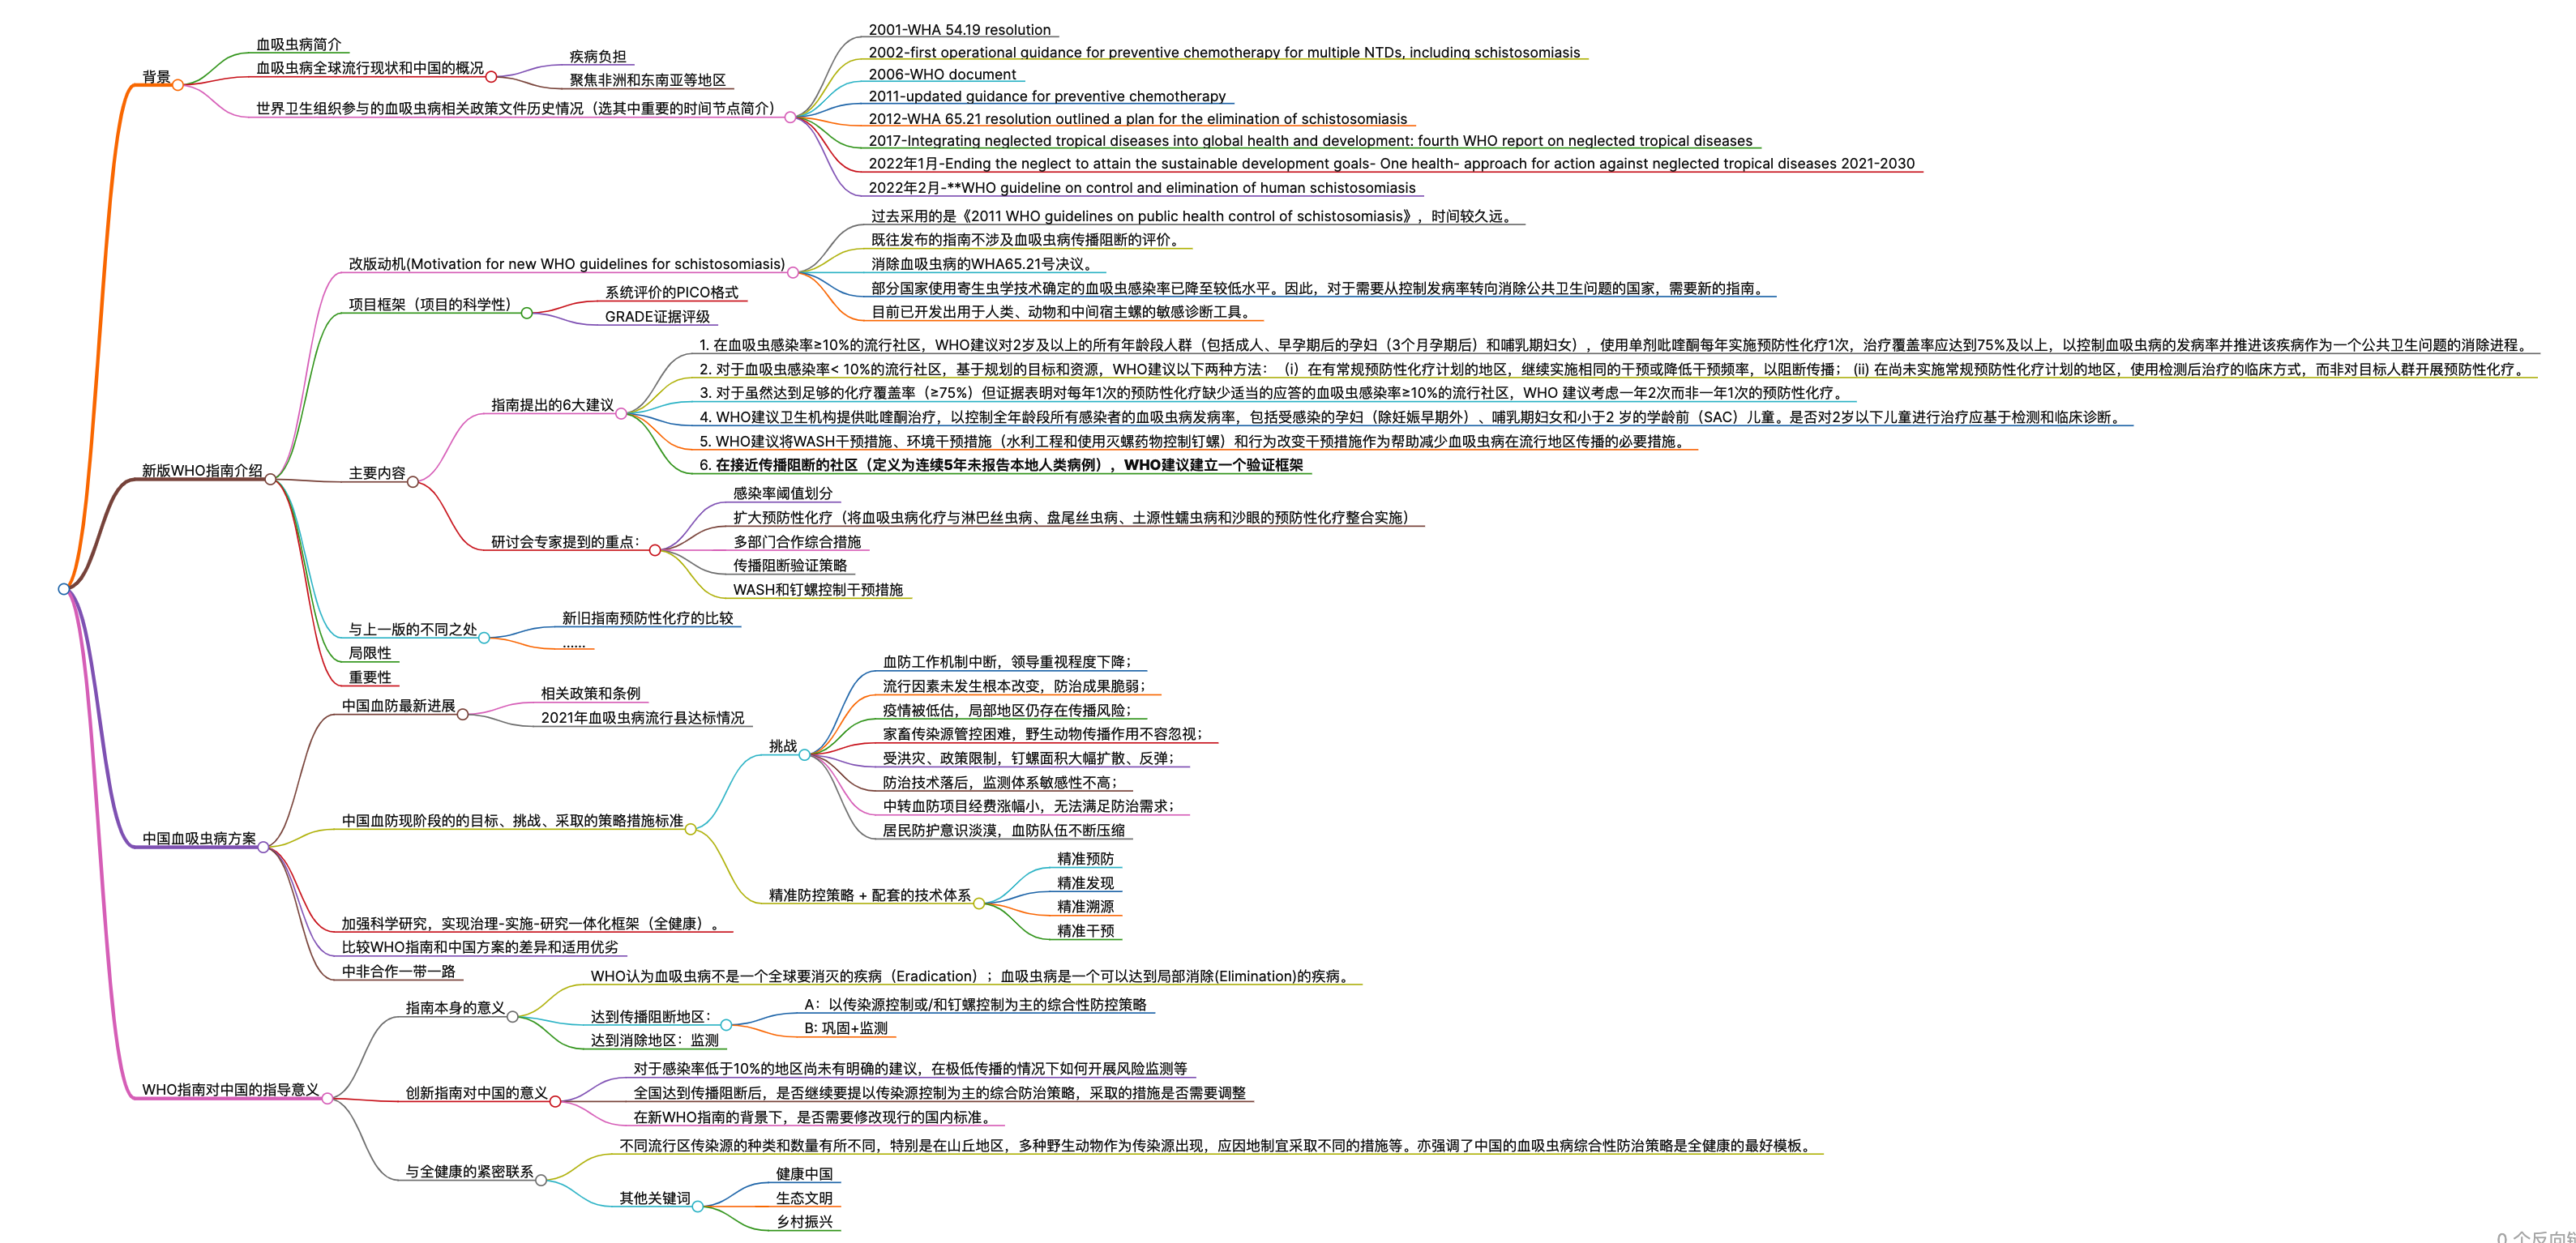 背景
血吸虫病简介
血吸虫病全球流行现状和中国的概况
疾病负担
聚焦非洲和东南亚等地区
世界卫生组织参与的血吸虫病相关政策文件历史情况（选其中重要的时间节点简介）
2001-WHA 54.19 resolution
2002-first operational guidance for preventive chemotherapy for multiple NTDs, including schistosomiasis
2006-WHO document
2011-updated guidance for preventive chemotherapy
2012-WHA 65.21 resolution outlined a plan for the elimination of schistosomiasis
2017-Integrating neglected tropical diseases into global health and development: fourth WHO report on neglected tropical diseases
2022年1月-Ending the neglect to attain the sustainable development goals- One health- approach for action against neglected tropical diseases 2021-2030
2022年2月-**WHO guideline on control and elimination of human schistosomiasis
新版WHO指南介绍
改版动机(Motivation for new WHO guidelines for schistosomiasis)
过去采用的是《2011 WHO guidelines on public health control of schistosomiasis》，时间较久远。
既往发布的指南不涉及血吸虫病传播阻断的评价。
消除血吸虫病的WHA65.21号决议。
部分国家使用寄生虫学技术确定的血吸虫感染率已降至较低水平。因此，对于需要从控制发病率转向消除公共卫生问题的国家，需要新的指南。
目前已开发出用于人类、动物和中间宿主螺的敏感诊断工具。
项目框架（项目的科学性）
系统评价的PICO格式
GRADE证据评级
主要内容
指南提出的6大建议
1. 在血吸虫感染率≥10%的流行社区，WHO建议对2岁及以上的所有年龄段人群（包括成人、早孕期后的孕妇（3个月孕期后）和哺乳期妇女），使用单剂吡喹酮每年实施预防性化疗1次，治疗覆盖率应达到75%及以上，以控制血吸虫病的发病率并推进该疾病作为一个公共卫生问题的消除进程。
2. 对于血吸虫感染率< 10%的流行社区，基于规划的目标和资源，WHO建议以下两种方法： (i) 在有常规预防性化疗计划的地区，继续实施相同的干预或降低干预频率，以阻断传播； (ii) 在尚未实施常规预防性化疗计划的地区，使用检测后治疗的临床方式，而非对目标人群开展预防性化疗。
3. 对于虽然达到足够的化疗覆盖率（≥75%）但证据表明对每年1次的预防性化疗缺少适当的应答的血吸虫感染率≥10%的流行社区，WHO 建议考虑一年2次而非一年1次的预防性化疗。
4. WHO建议卫生机构提供吡喹酮治疗，以控制全年龄段所有感染者的血吸虫病发病率，包括受感染的孕妇（除妊娠早期外）、哺乳期妇女和小于2 岁的学龄前（SAC）儿童。是否对2岁以下儿童进行治疗应基于检测和临床诊断。
5. WHO建议将WASH干预措施、环境干预措施（水利工程和使用灭螺药物控制钉螺）和行为改变干预措施作为帮助减少血吸虫病在流行地区传播的必要措施。
6. 在接近传播阻断的社区（定义为连续5年未报告本地人类病例），WHO建议建立一个验证框架
研讨会专家提到的重点：
感染率阈值划分
扩大预防性化疗（将血吸虫病化疗与淋巴丝虫病、盘尾丝虫病、土源性蠕虫病和沙眼的预防性化疗整合实施）
多部门合作综合措施
传播阻断验证策略
WASH和钉螺控制干预措施
与上一版的不同之处
新旧指南预防性化疗的比较
......
局限性
重要性
中国血吸虫病方案
中国血防最新进展
相关政策和条例
2021年血吸虫病流行县达标情况
中国血防现阶段的的目标、挑战、采取的策略措施标准
挑战
血防工作机制中断，领导重视程度下降；
流行因素未发生根本改变，防治成果脆弱；
疫情被低估，局部地区仍存在传播风险；
家畜传染源管控困难，野生动物传播作用不容忽视；
受洪灾、政策限制，钉螺面积大幅扩散、反弹；
防治技术落后，监测体系敏感性不高；
中转血防项目经费涨幅小，无法满足防治需求；
居民防护意识淡漠，血防队伍不断压缩
精准防控策略 + 配套的技术体系
精准预防
精准发现
精准溯源
精准干预
加强科学研究，实现治理-实施-研究一体化框架（全健康）。
比较WHO指南和中国方案的差异和适用优劣
中非合作一带一路
WHO指南对中国的指导意义
指南本身的意义
WHO认为血吸虫病不是一个全球要消灭的疾病（Eradication）；血吸虫病是一个可以达到局部消除(Elimination)的疾病。
达到传播阻断地区：
A：以传染源控制或/和钉螺控制为主的综合性防控策略
B: 巩固+监测
达到消除地区：监测
创新指南对中国的意义
对于感染率低于10%的地区尚未有明确的建议，在极低传播的情况下如何开展风险监测等
全国达到传播阻断后，是否继续要提以传染源控制为主的综合防治策略，采取的措施是否需要调整
在新WHO指南的背景下，是否需要修改现行的国内标准。
与全健康的紧密联系
不同流行区传染源的种类和数量有所不同，特别是在山丘地区，多种野生动物作为传染源出现，应因地制宜采取不同的措施等。亦强调了中国的血吸虫病综合性防治策略是全健康的最好模板。
其他关键词
健康中国
生态文明
乡村振兴
0 个反向